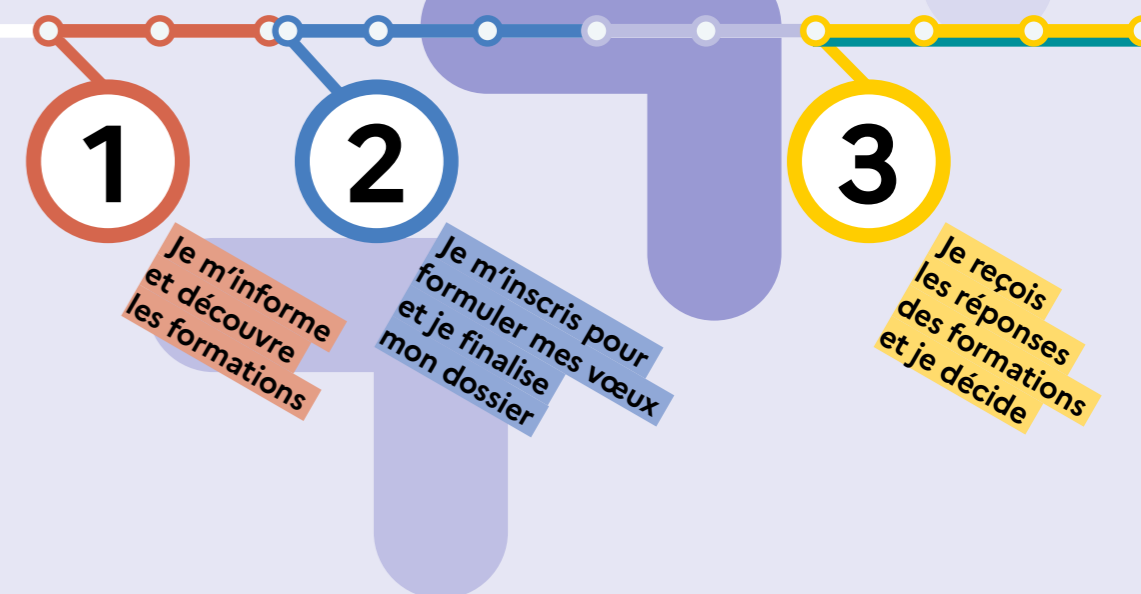 1
Je m’informe
et découvre
les formations
2
Je m’inscris pour
formuler mes vœux
et je finalise
mon dossier
3
Je reçois
les réponses
des formations
et je décide